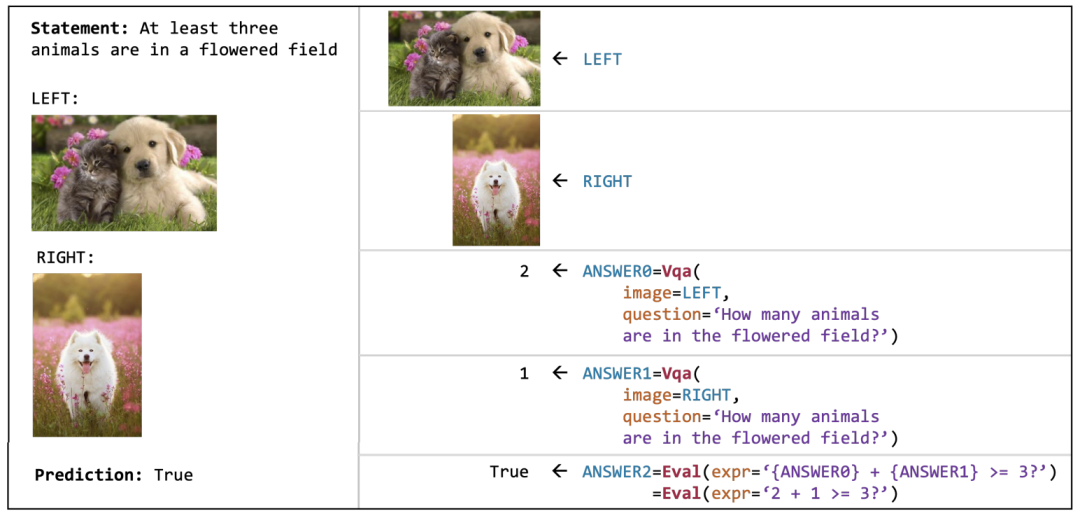 Statement: At least three
animals are in a flowered field
LEFT:
RIGHT:
Prediction: True
← LEFT
← RIGHT
2 ← ANSWER0=Vqa(
image=LEFT,
question=‘How many animals
are in the flowered field?’)
1 ← ANSWER1=Vqa(
image=RIGHT,
question=‘How many animals
are in the flowered field?’)
True ← ANSWER2=Eval(expr=‘{ANSWER0} + {ANSWER1} >= 3?’)
=Eval(expr=‘2 + 1 >= 3?’)